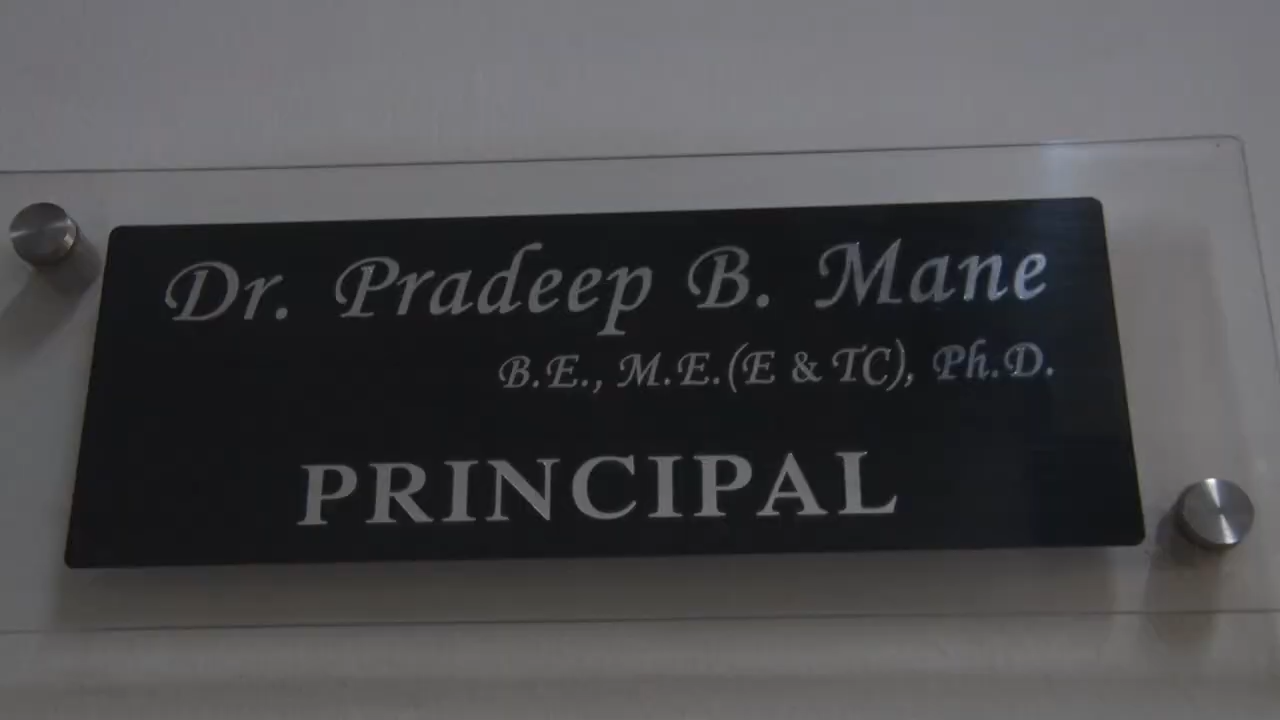 Dr. Pradeep B. Mane
B.E., M.E.(E & TC), Ph.D.
PRINCIPAL